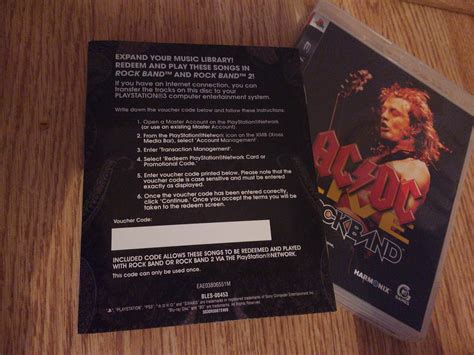 EXPAND YOUR MUSIC LIBRARY!
REDEEM AND PLAY THESE SONGS IN
ROCK BAND™ AND ROCK BAND™ 2!
If you have an Internet connection, you can
transfer the tracks on this disc to your
PLAYSTATION®3 computer entertainment system.
Write down the voucher code below and follow these instructions.
1. Open a Master Account on the PlayStation®Network
(or use an existing Master Account).
2. From the PlayStation®Network icon on the XMB (Xross
Media Bar), select 'Account Management'.
3. Enter 'Transaction Management'.
4. Select 'Redeem PlayStation®Network Card or
Promotional Code.
5. Enter voucher code printed below. Please note that the
voucher code is case sensitive and must be entered
exactly as displayed.
6. Once the voucher code has been entered correctly,
click 'Continue.' Once you accept the terms you will be
taken to the redeem screen.
Voucher Code:
INCLUDED CODE ALLOWS THESE SONGS TO BE REDEEMED AND PLAYED
WITH ROCK BAND OR ROCK BAND 2 VIA THE PlayStation®NETWORK.
This code can only be used once.
EAE03806551M
BLES-00453
AC/DC
LIVE
ROCKBAND
HARMONIX